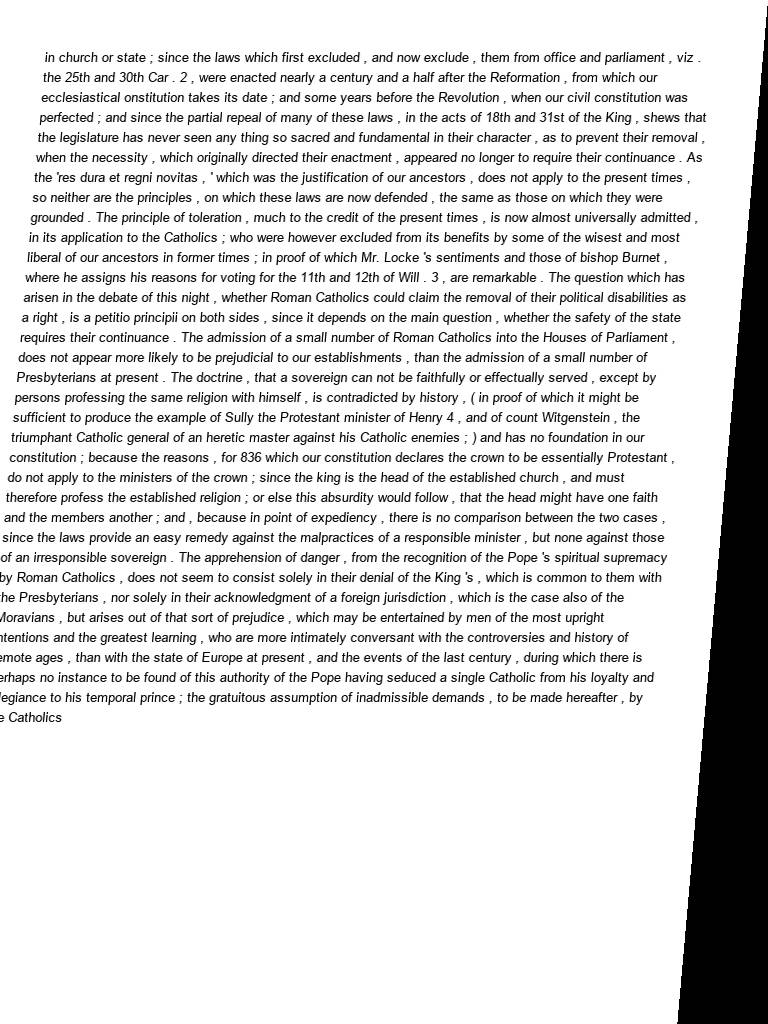 in church or state ; since the laws which first excluded , and now exclude , them from office and parliament , viz .
the 25th and 30th Car . 2 , were enacted nearly a century and a half after the Reformation , from which our
ecclesiastical onstitution takes its date ; and some years before the Revolution , when our civil constitution was
perfected ; and since the partial repeal of many of these laws , in the acts of 18th and 31st of the King , shews that
the legislature has never seen any thing so sacred and fundamental in their character , as to prevent their removal ,
when the necessity , which originally directed their enactment , appeared no longer to require their continuance . As
the 'res dura et regni novitas , ' which was the justification of our ancestors , does not apply to the present times ,
so neither are the principles , on which these laws are now defended , the same as those on which they were
grounded . The principle of toleration , much to the credit of the present times , is now almost universally admitted ,
in its application to the Catholics ; who were however excluded from its benefits by some of the wisest and most
liberal of our ancestors in former times ; in proof of which Mr. Locke 's sentiments and those of bishop Burnet ,
where he assigns his reasons for voting for the 11th and 12th of Will . 3 , are remarkable . The question which has
arisen in the debate of this night , whether Roman Catholics could claim the removal of their political disabilities as
a right , is a petitio principii on both sides , since it depends on the main question , whether the safety of the state
requires their continuance . The admission of a small number of Roman Catholics into the Houses of Parliament ,
does not appear more likely to be prejudicial to our establishments , than the admission of a small number of
Presbyterians at present . The doctrine , that a sovereign can not be faithfully or effectually served , except by
persons professing the same religion with himself , is contradicted by history , ( in proof of which it might be
sufficient to produce the example of Sully the Protestant minister of Henry 4 , and of count Witgenstein , the
triumphant Catholic general of an heretic master against his Catholic enemies ; ) and has no foundation in our
constitution ; because the reasons , for 836 which our constitution declares the crown to be essentially Protestant ,
do not apply to the ministers of the crown ; since the king is the head of the established church , and must
therefore profess the established religion ; or else this absurdity would follow , that the head might have one faith
and the members another ; and , because in point of expediency , there is no comparison between the two cases ,
since the laws provide an easy remedy against the malpractices of a responsible minister , but none against those
of an irresponsible sovereign . The apprehension of danger , from the recognition of the Pope 's spiritual supremacy
by Roman Catholics , does not seem to consist solely in their denial of the King 's , which is common to them with
the Presbyterians , nor solely in their acknowledgment of a foreign jurisdiction , which is the case also of the
Moravians , but arises out of that sort of prejudice , which may be entertained by men of the most upright
ntentions and the greatest learning , who are more intimately conversant with the controversies and history of
emote ages , than with the state of Europe at present , and the events of the last century , during which there is
erhaps no instance to be found of this authority of the Pope having seduced a single Catholic from his loyalty and
legiance to his temporal prince ; the gratuitous assumption of inadmissible demands , to be made hereafter , by
e Catholics